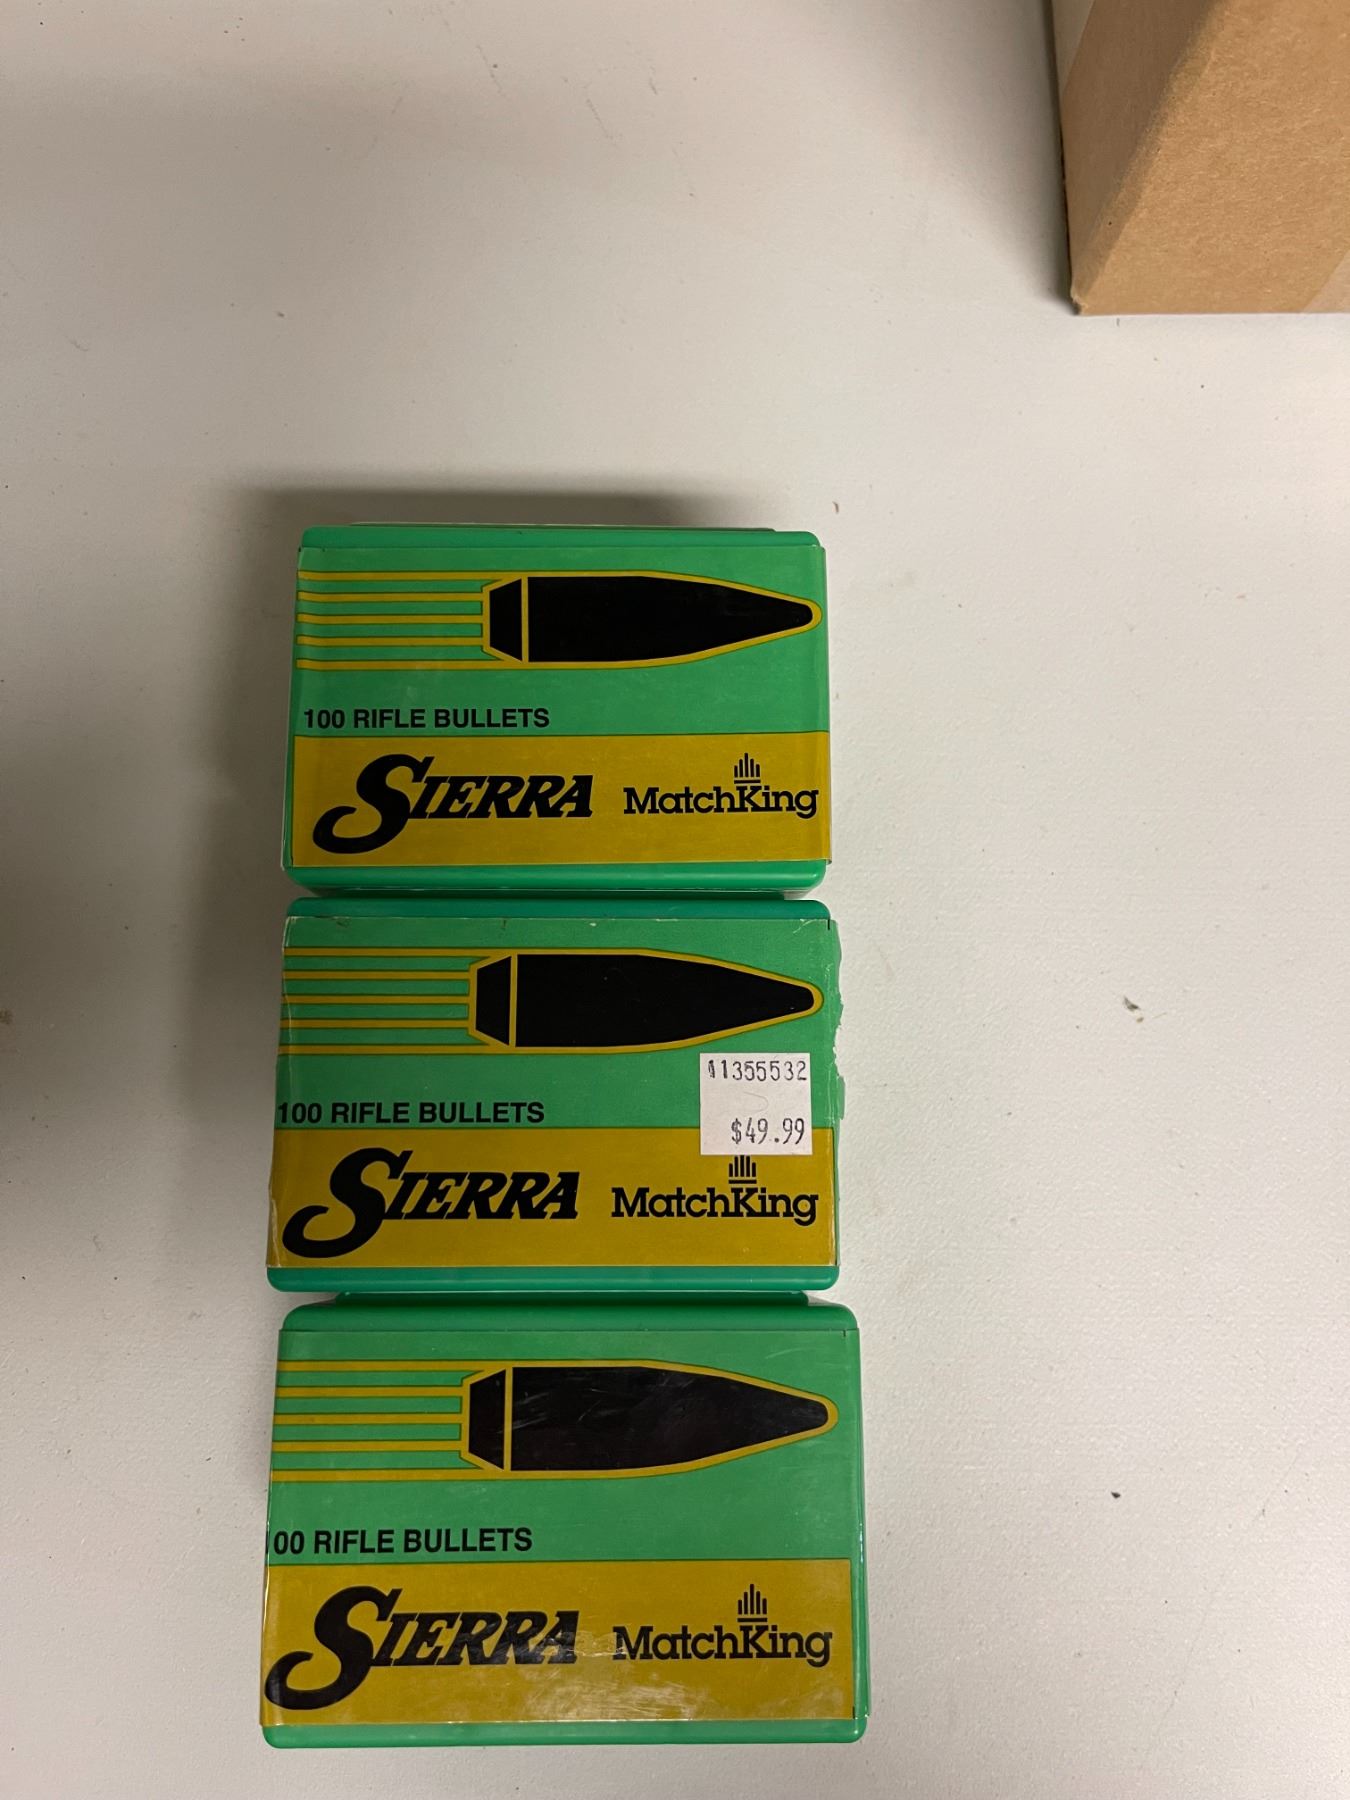 100 RIFLE BULLETS
SIERRA MatchKing
11355532
$49.99
100 RIFLE BULLETS
SIERRA MatchKing
00 RIFLE BULLETS
SIERRA MatchKing